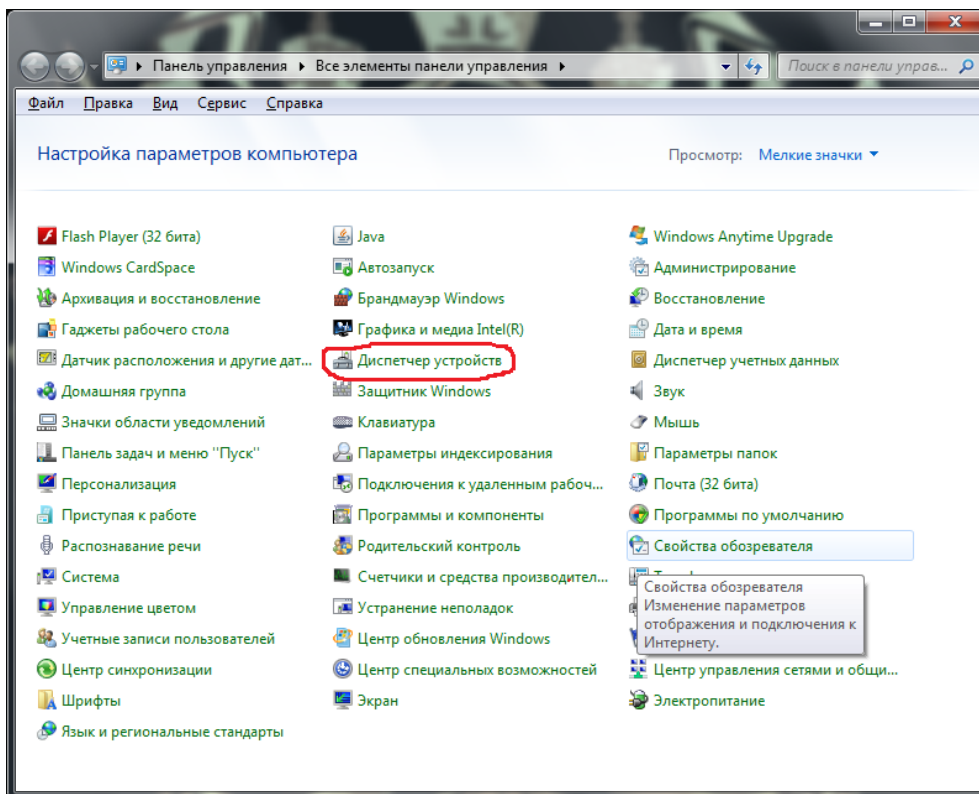 Панель управления
Все элементы панели управления
Поиск в панели управ...
Файл Правка Вид Сервис Справка
Настройка параметров компьютера
Просмотр: Мелкие значки
Flash Player (32 бита)
Java
Windows Anytime Upgrade
Windows CardSpace
Автозапуск
Администрирование
Архивация и восстановление
Брандмауэр Windows
Восстановление
Гаджеты рабочего стола
Графика и медиа Intel(R)
Дата и время
Датчик расположения и другие дат...
Диспетчер устройств
Диспетчер учетных данных
Домашняя группа
Защитник Windows
Звук
Значки области уведомлений
Клавиатура
Мышь
Панель задач и меню "Пуск"
Параметры индексирования
Параметры папок
Персонализация
Подключения к удаленным рабоч...
Почта (32 бита)
Приступая к работе
Программы и компоненты
Программы по умолчанию
Распознавание речи
Родительский контроль
Свойства обозревателя
Система
Счетчики и средства производител...
Свойства обозревателя
Изменение параметров
отображения и подключения к
Интернету.
Управление цветом
Устранение неполадок
Учетные записи пользователей
Центр обновления Windows
Центр синхронизации
Центр специальных возможностей
Центр управления сетями и общи...
Шрифты
Экран
Электропитание
Язык и региональные стандарты